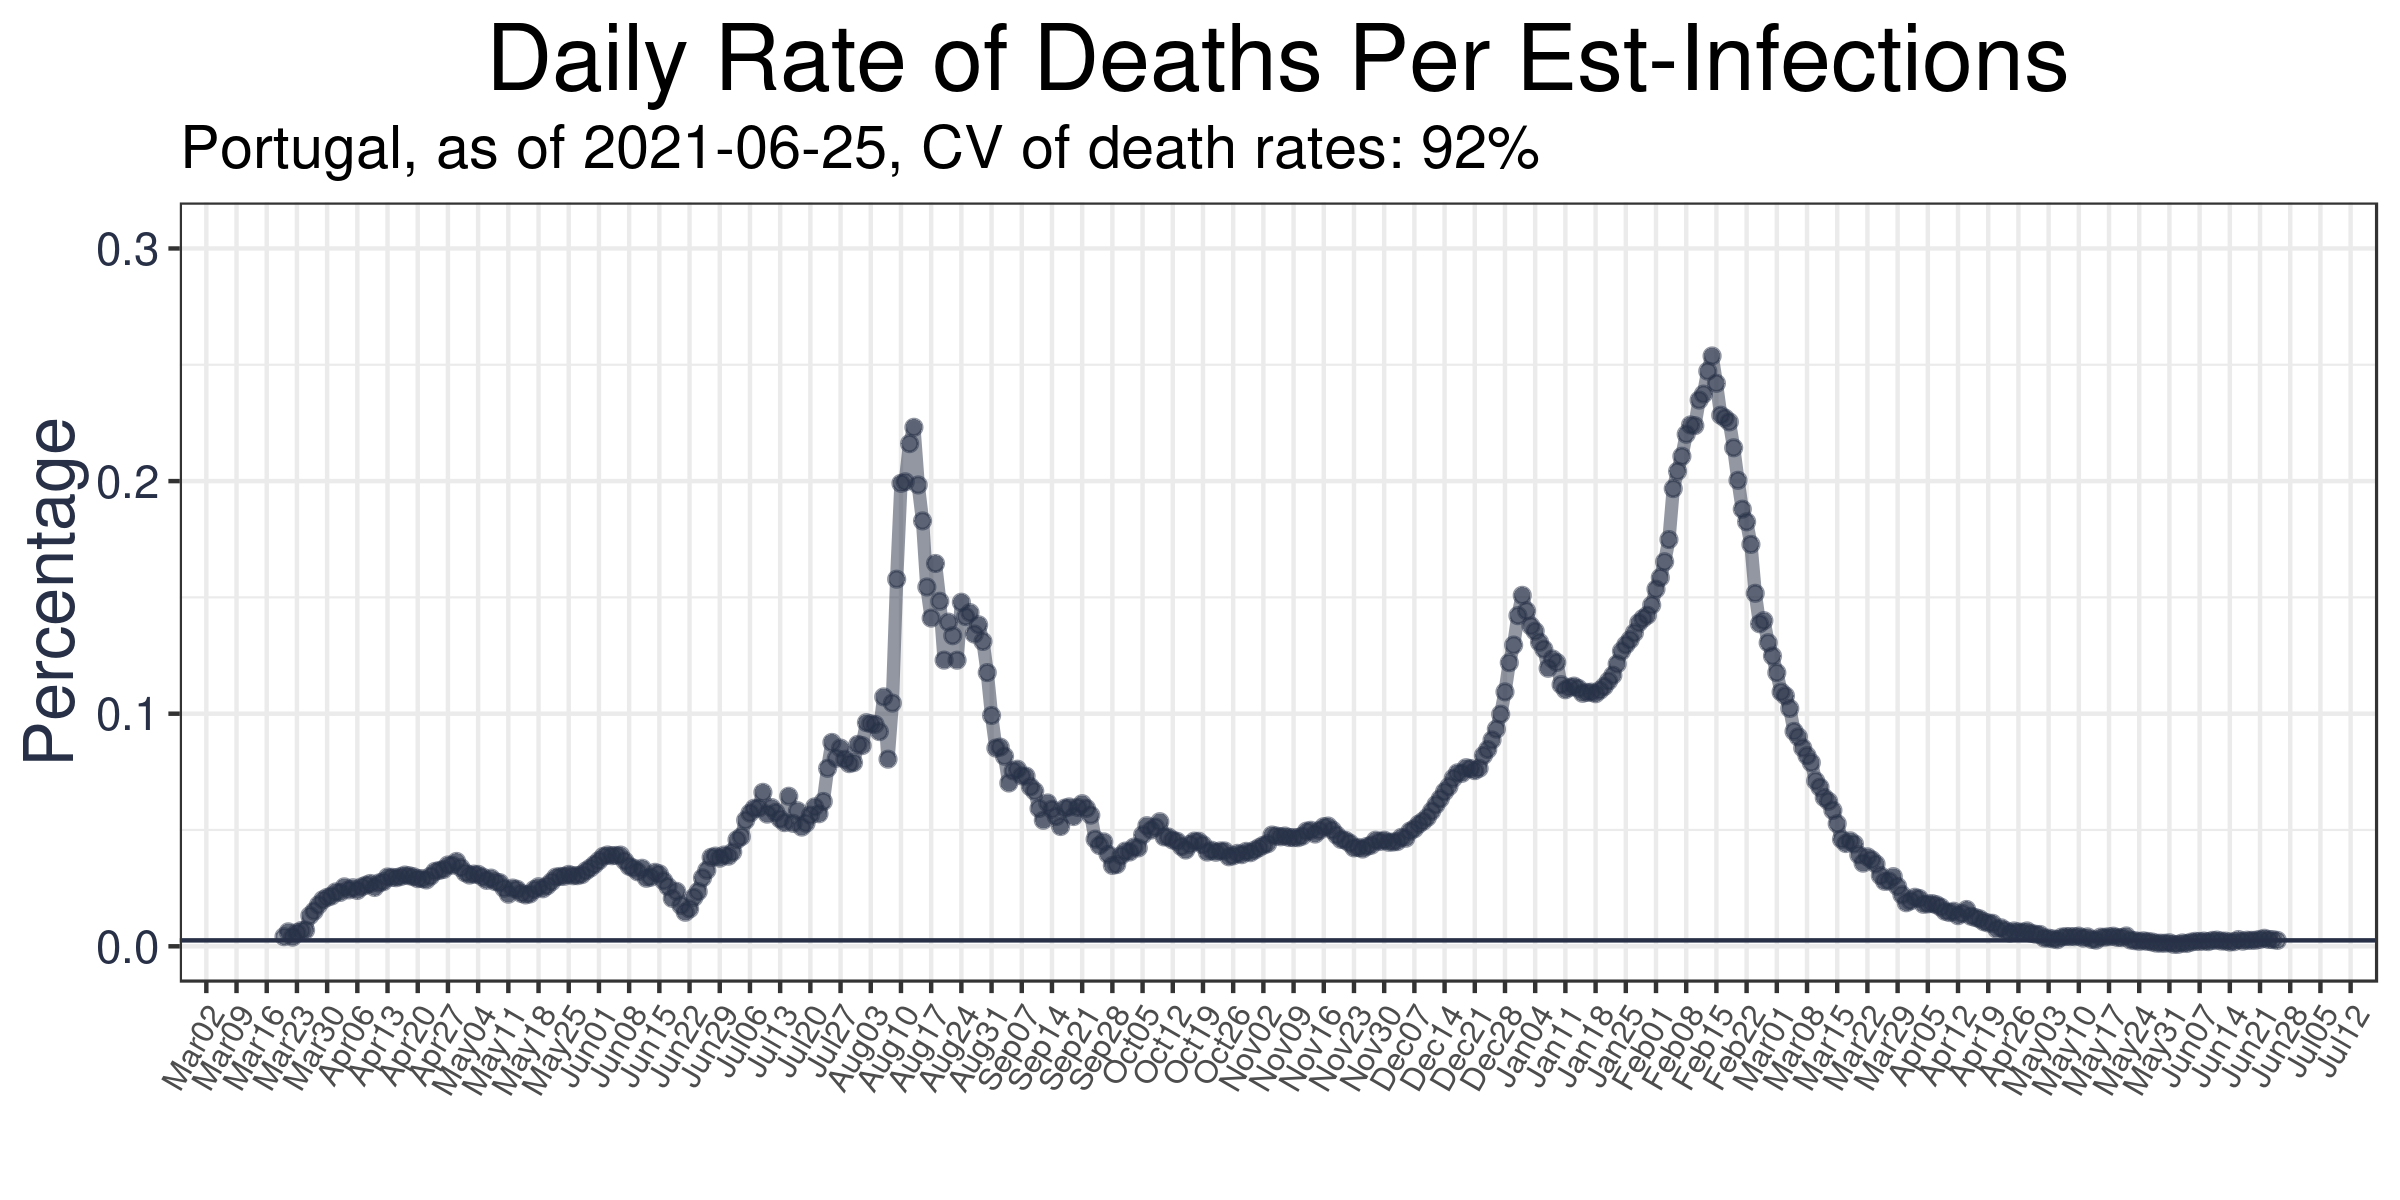 Daily Rate of Deaths Per Est-Infections
Portugal, as of 2021-06-25, CV of death rates: 92%
Percentage
0.3
0.2
0.1
0.0
Mar02
Mar09
Mar16
Mar23
Mar30
Apr06
Apr13
Apr20
Apr27
May04
May11
May18
May25
Jun01
Jun08
Jun15
Jun22
Jun29
Jul06
Jul13
Jul20
Jul27
Aug03
Aug10
Aug17
Aug24
Aug31
Sep07
Sep14
Sep21
Sep28
Oct05
Oct12
Oct19
Oct26
Nov02
Nov09
Nov16
Nov23
Nov30
Dec07
Dec14
Dec21
Dec28
Jan04
Jan11
Jan18
Jan25
Feb01
Feb08
Feb15
Feb22
Mar01
Mar08
Mar15
Mar22
Mar29
Apr05
Apr12
Apr19
Apr26
May03
May10
May17
May24
May31
Jun07
Jun14
Jun21
Jun28
Jul05
Jul12